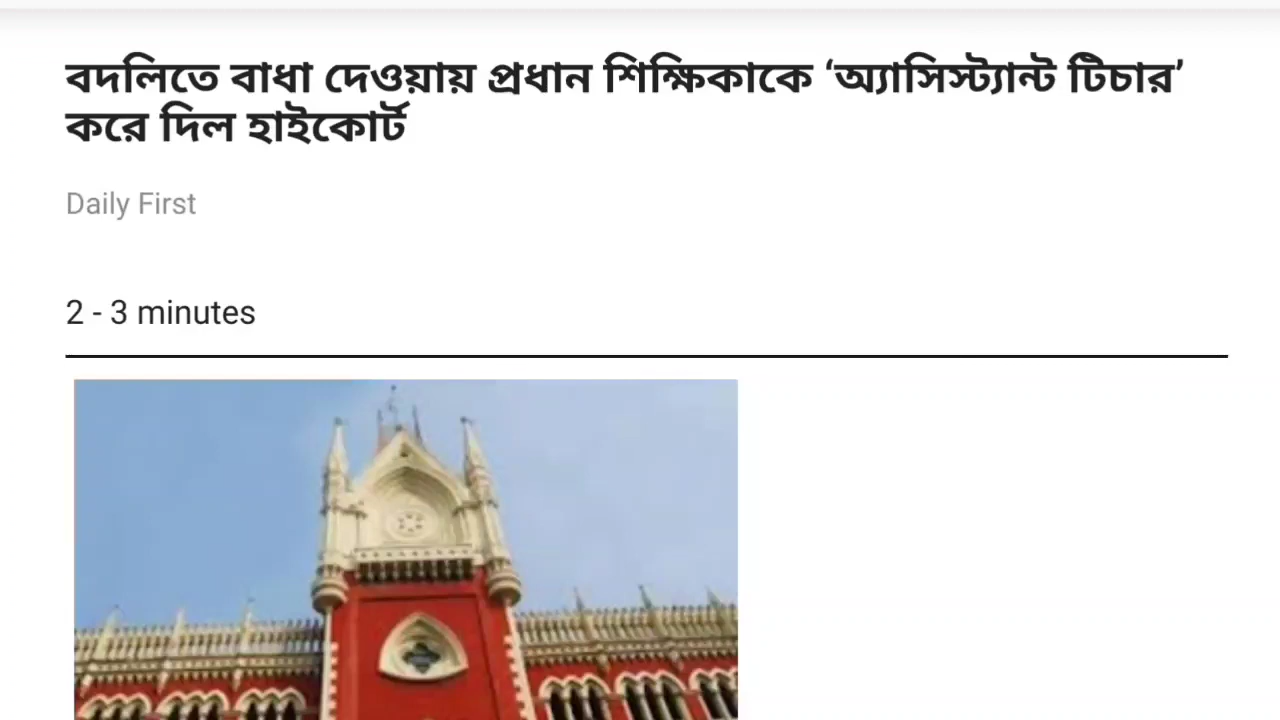 বদলিতে বাধা দেওয়ায় প্রধান শিক্ষিকাকে ‘অ্যাসিস্ট্যান্ট টিচার’
করে দিল হাইকোর্ট
Daily First
2 - 3 minutes